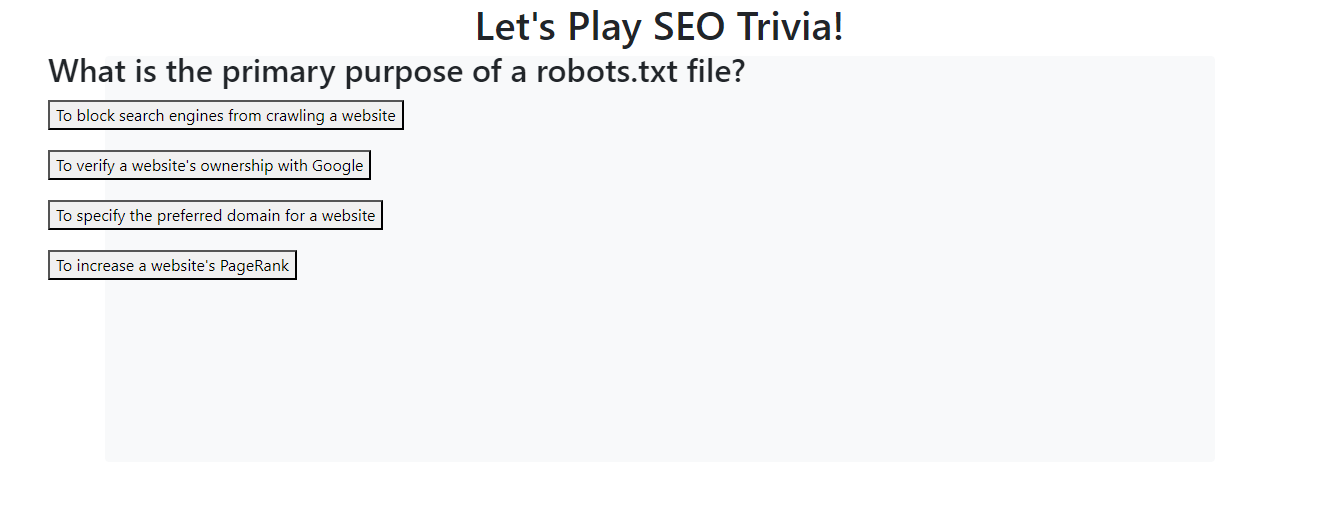 Let's Play SEO Trivia!
What is the primary purpose of a robots.txt file?
To block search engines from crawling a website
To verify a website's ownership with Google
To specify the preferred domain for a website
To increase a website's PageRank